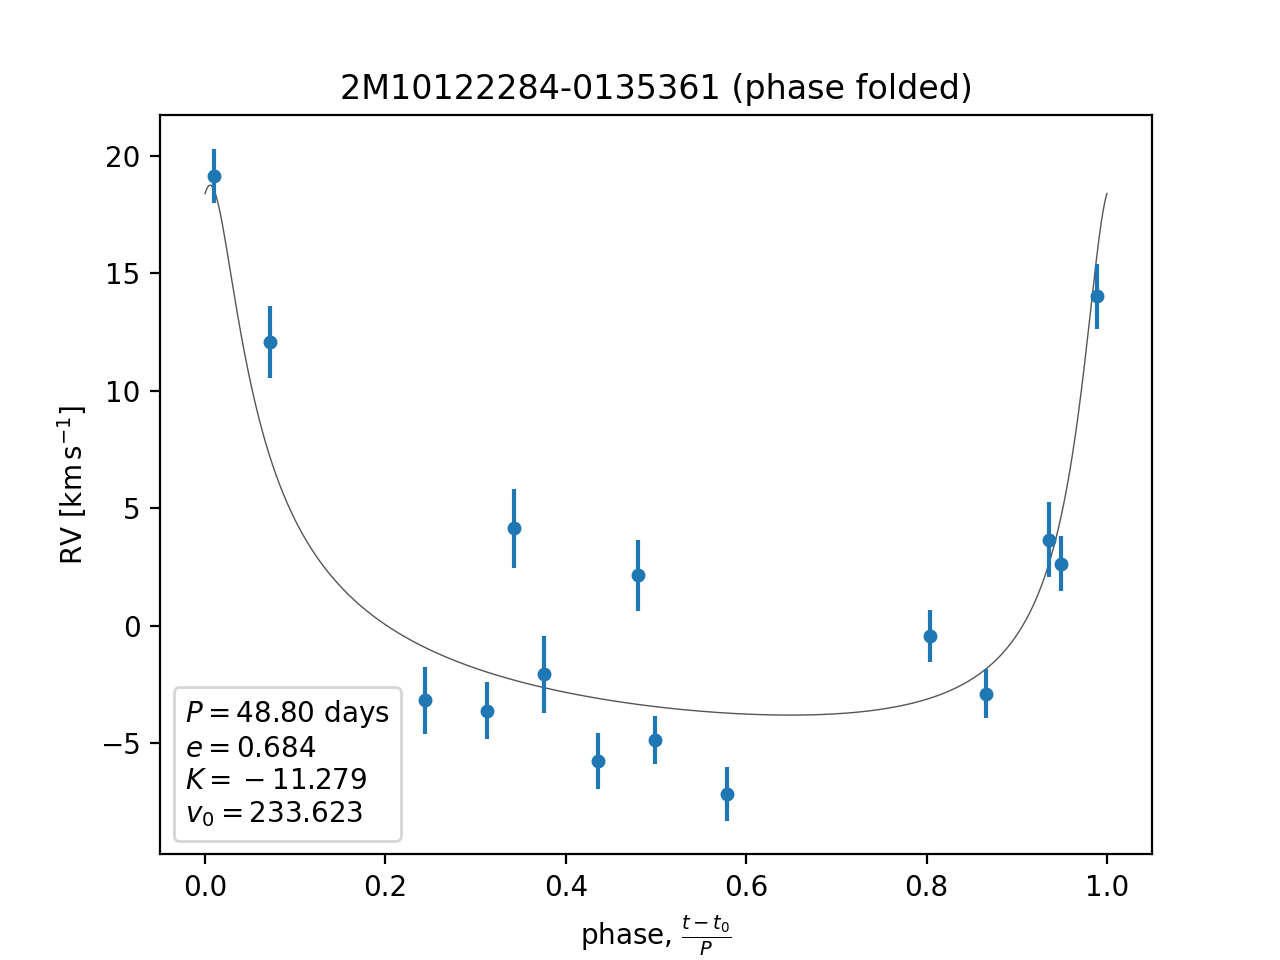 2M10122284-0135361 (phase folded)
RV [km s⁻¹]
20
15
10
5
0
−5
P = 48.80 days
e = 0.684
K = −11.279
v₀ = 233.623
0.0 0.2 0.4 0.6 0.8 1.0
phase, (t − t₀)/P